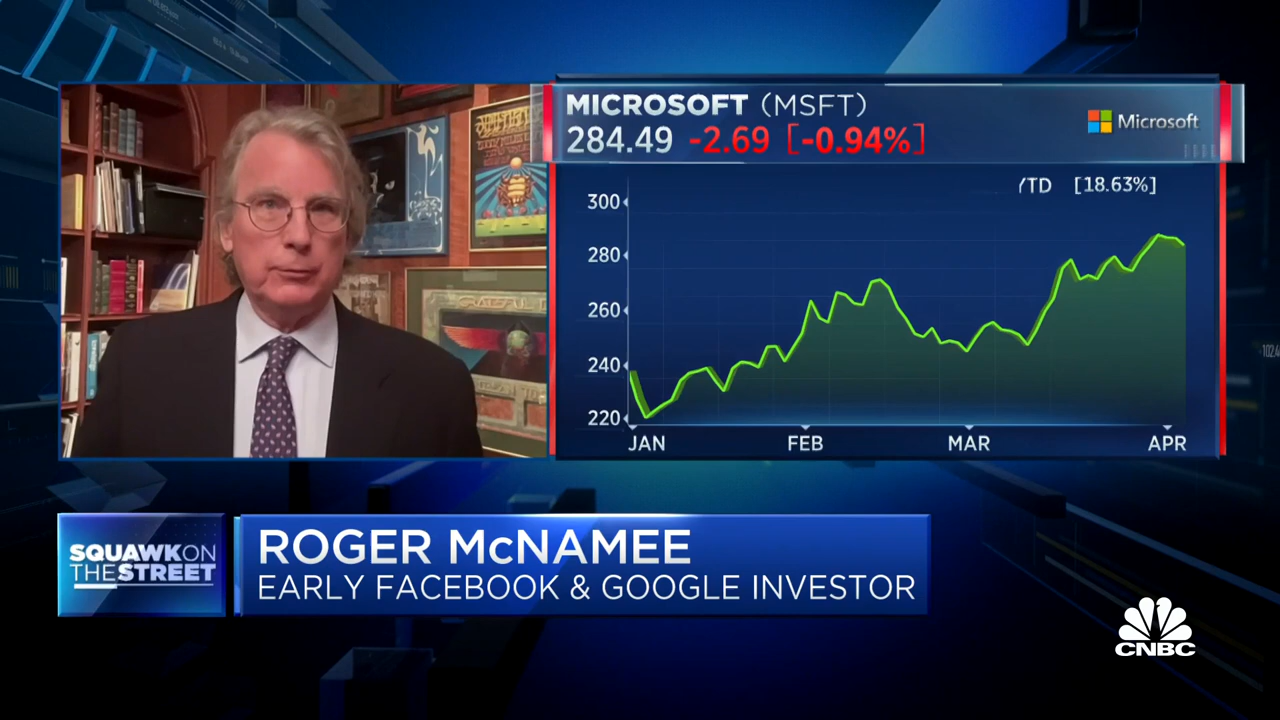 MICROSOFT (MSFT)
284.49 -2.69 [-0.94%]
Microsoft
YTD [18.63%]
300
280
260
240
220
JAN FEB MAR APR
SQUAWK ON
THE STREET
ROGER McNAMEE
EARLY FACEBOOK & GOOGLE INVESTOR
CNBC